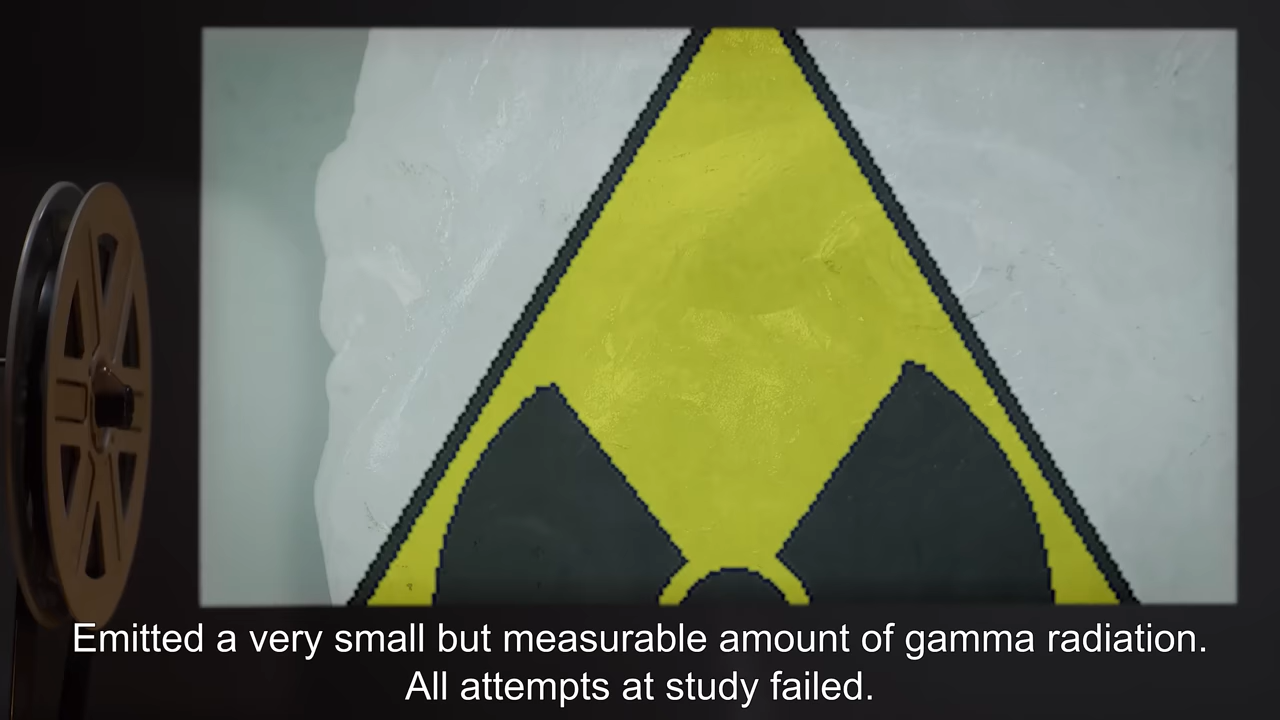 Emitted a very small but measurable amount of gamma radiation.
All attempts at study failed.